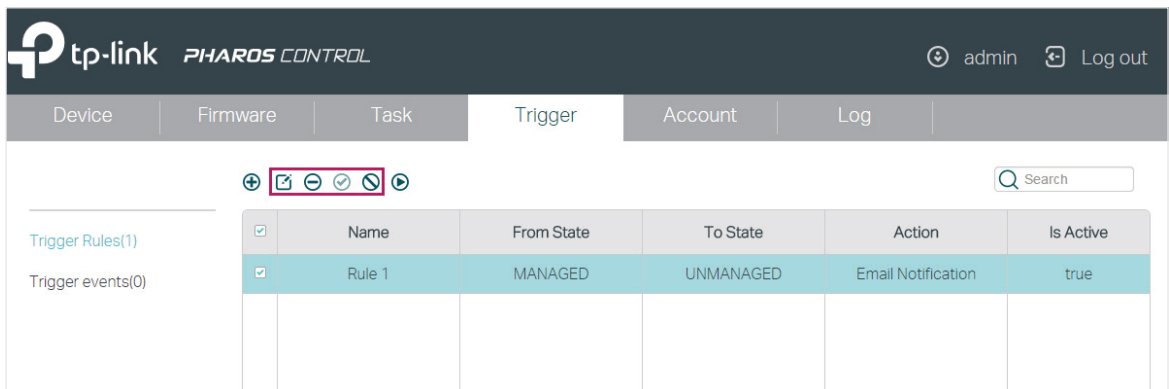 tp-link PHAROS CONTROL admin Log out
Device Firmware Task Trigger Account Log
Search
Name From State To State Action Is Active
Trigger Rules(1)
Rule 1 MANAGED UNMANAGED Email Notification true
Trigger events(0)